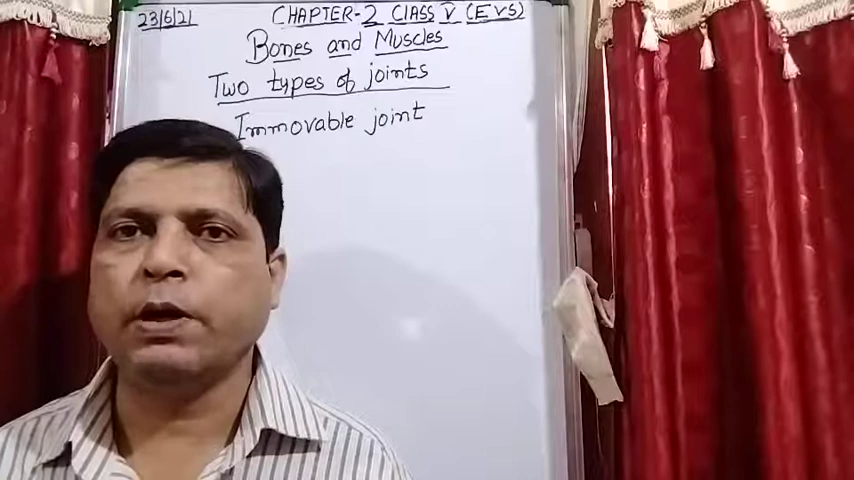 23/6/21 CHAPTER-2 CLASS V (EVS)
Bones and Muscles
Two types of joints
Immovable joint